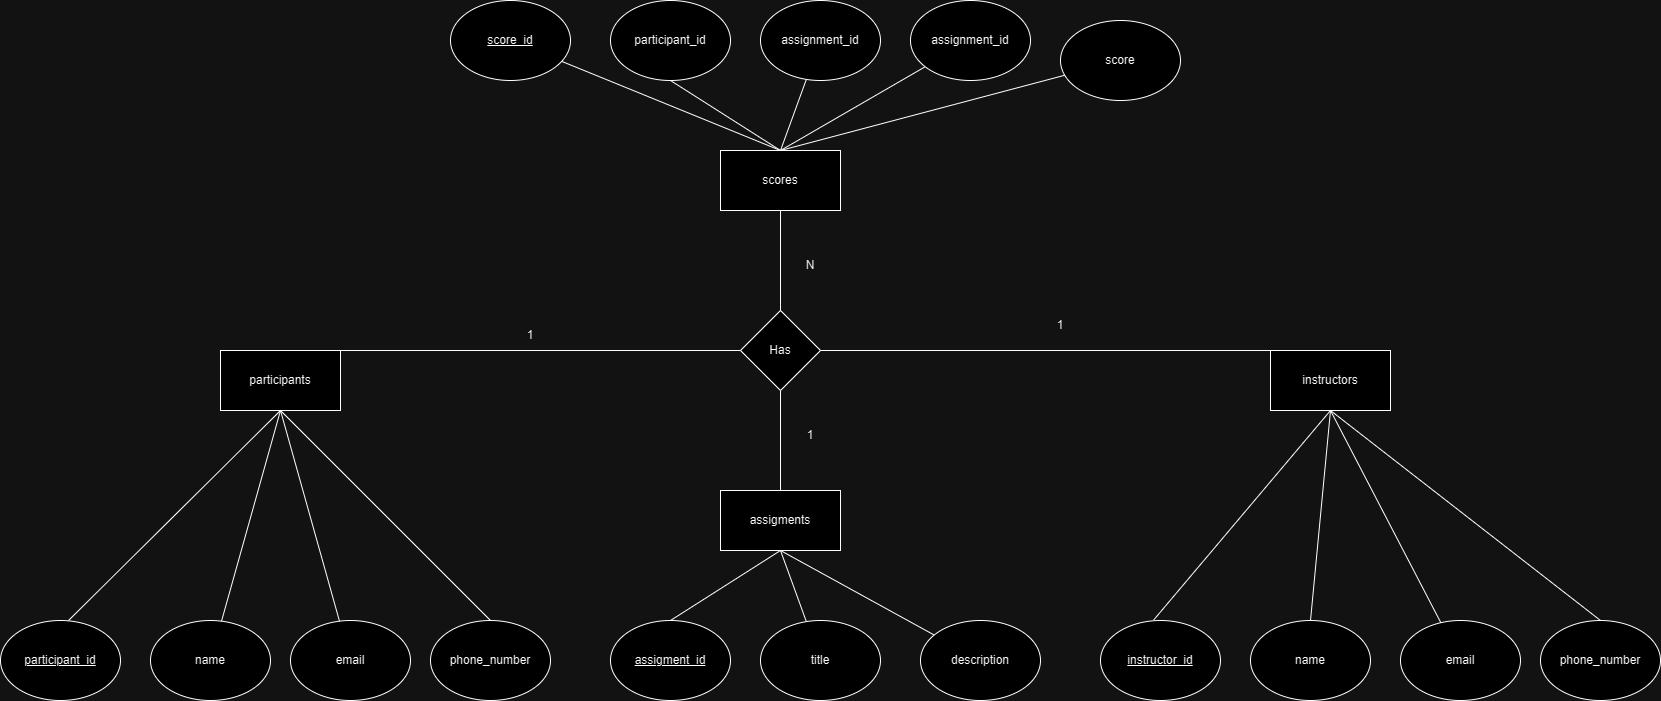 score_id
participant_id
assignment_id
assignment_id
score
scores
N
1
1
Has
participants
instructors
1
assigments
participant_id
name
email
phone_number
assigment_id
title
description
instructor_id
name
email
phone_number